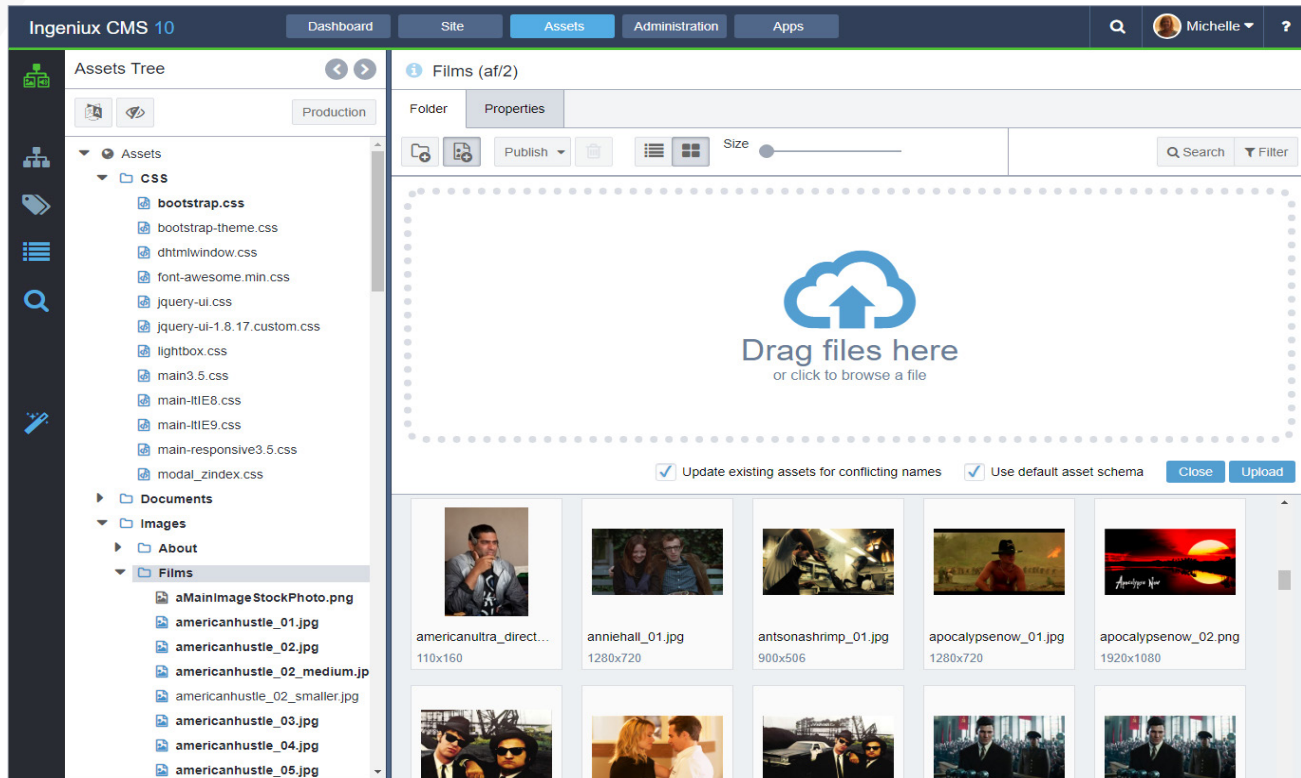 Ingeniux CMS 10
Dashboard
Site
Assets
Administration
Apps
Michelle
?
Assets Tree
Production
Assets
CSS
bootstrap.css
bootstrap-theme.css
dhtmlwindow.css
font-awesome.min.css
jquery-ui.css
jquery-ui-1.8.17.custom.css
lightbox.css
main3.5.css
main-ltIE8.css
main-ltIE9.css
main-responsive3.5.css
modal_zindex.css
Documents
Images
About
Films
aMainImageStockPhoto.png
americanhustle_01.jpg
americanhustle_02.jpg
americanhustle_02_medium.jp
americanhustle_02_smaller.jpg
americanhustle_03.jpg
americanhustle_04.jpg
americanhustle_05.jpg
Films (af/2)
Folder
Properties
Publish
Size
Search
Filter
Drag files here
or click to browse a file
Update existing assets for conflicting names
Use default asset schema
Close
Upload
Apocalypse Now
americanultra_direct...
anniehall_01.jpg
antsonashrimp_01.jpg
apocalypsenow_01.jpg
apocalypsenow_02.png
110x160
1280x720
900x506
1280x720
1920x1080